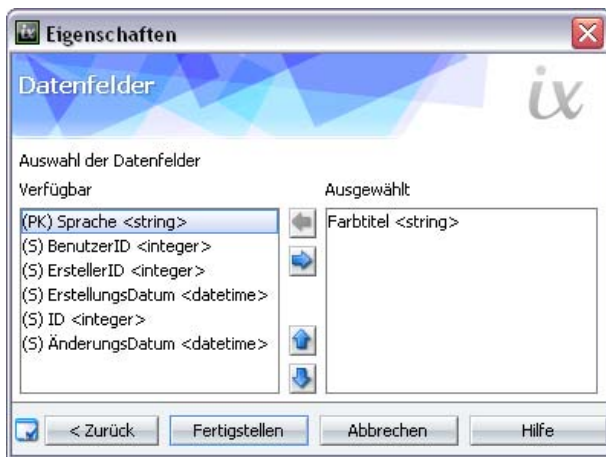 ix Eigenschaften
Datenfelder
ix
Auswahl der Datenfelder
Verfügbar
Ausgewählt
(PK) Sprache <string>
(S) BenutzerID <integer>
(S) ErstellerID <integer>
(S) ErstellungsDatum <datetime>
(S) ID <integer>
(S) ÄnderungsDatum <datetime>
Farbtitel <string>
< Zurück
Fertigstellen
Abbrechen
Hilfe